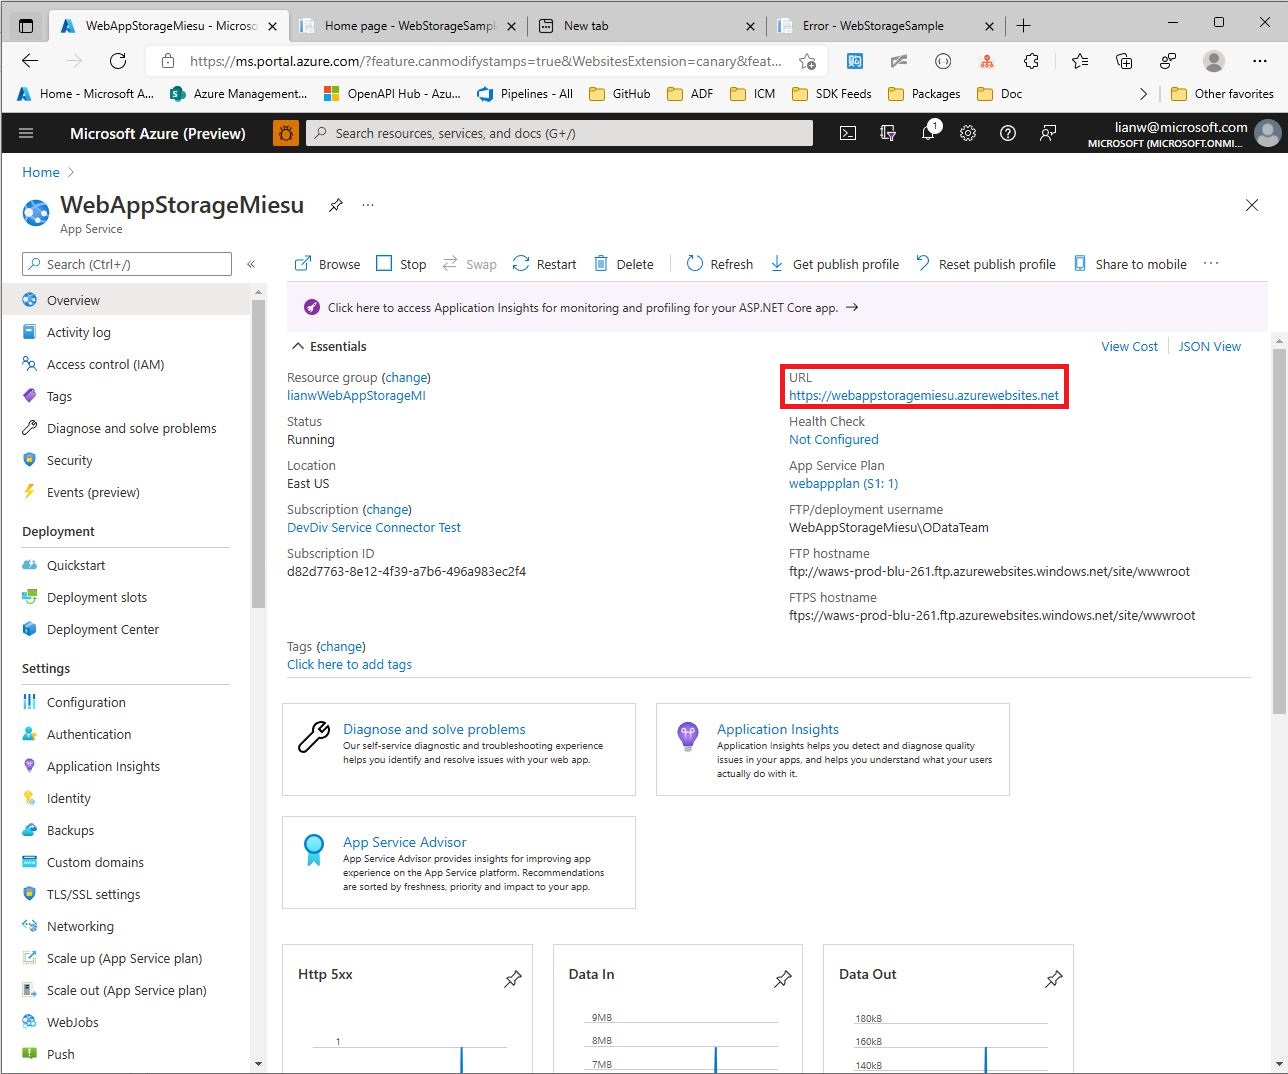 WebAppStorageMiesu - Microso
Home page - WebStorageSample
New tab
Error - WebStorageSample
https://ms.portal.azure.com/?feature.canmodifystamps=true&WebsitesExtension=canary&feat...
Home - Microsoft A...
Azure Management...
OpenAPI Hub - Azu...
Pipelines - All
GitHub
ADF
ICM
SDK Feeds
Packages
Doc
Other favorites
Microsoft Azure (Preview)
Search resources, services, and docs (G+/)
1
lianw@microsoft.com
MICROSOFT (MICROSOFT.ONMI...
Home
WebAppStorageMiesu
...
App Service
Search (Ctrl+/)
«
Browse
Stop
Swap
Restart
Delete
Refresh
Get publish profile
Reset publish profile
Share to mobile
...
Overview
Activity log
Access control (IAM)
Tags
Diagnose and solve problems
Security
Events (preview)
Deployment
Quickstart
Deployment slots
Deployment Center
Settings
Configuration
Authentication
Application Insights
Identity
Backups
Custom domains
TLS/SSL settings
Networking
Scale up (App Service plan)
Scale out (App Service plan)
WebJobs
Push
Click here to access Application Insights for monitoring and profiling for your ASP.NET Core app. →
Essentials
View Cost
JSON View
Resource group (change)
lianwWebAppStorageMI
Status
Running
Location
East US
Subscription (change)
DevDiv Service Connector Test
Subscription ID
d82d7763-8e12-4f39-a7b6-496a983ec2f4
URL
https://webappstoragemiesu.azurewebsites.net
Health Check
Not Configured
App Service Plan
webappplan (S1: 1)
FTP/deployment username
WebAppStorageMiesu\ODataTeam
FTP hostname
ftp://waws-prod-blu-261.ftp.azurewebsites.windows.net/site/wwwroot
FTPS hostname
ftps://waws-prod-blu-261.ftp.azurewebsites.windows.net/site/wwwroot
Tags (change)
Click here to add tags
Diagnose and solve problems
Our self-service diagnostic and troubleshooting experience
helps you identify and resolve issues with your web app.
Application Insights
Application Insights helps you detect and diagnose quality
issues in your apps, and helps you understand what your users
actually do with it.
App Service Advisor
App Service Advisor provides insights for improving app
experience on the App Service platform. Recommendations
are sorted by freshness, priority and impact to your app.
Http 5xx
1
Data In
9MB
8MB
7MB
Data Out
180kB
160kB
140kB